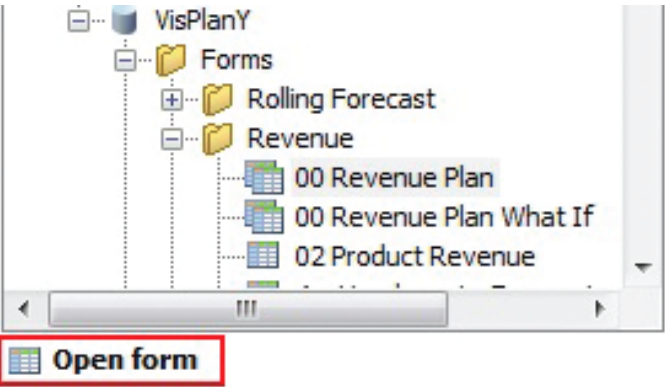 VisPlanY
Forms
Rolling Forecast
Revenue
00 Revenue Plan
00 Revenue Plan What If
02 Product Revenue
Open form